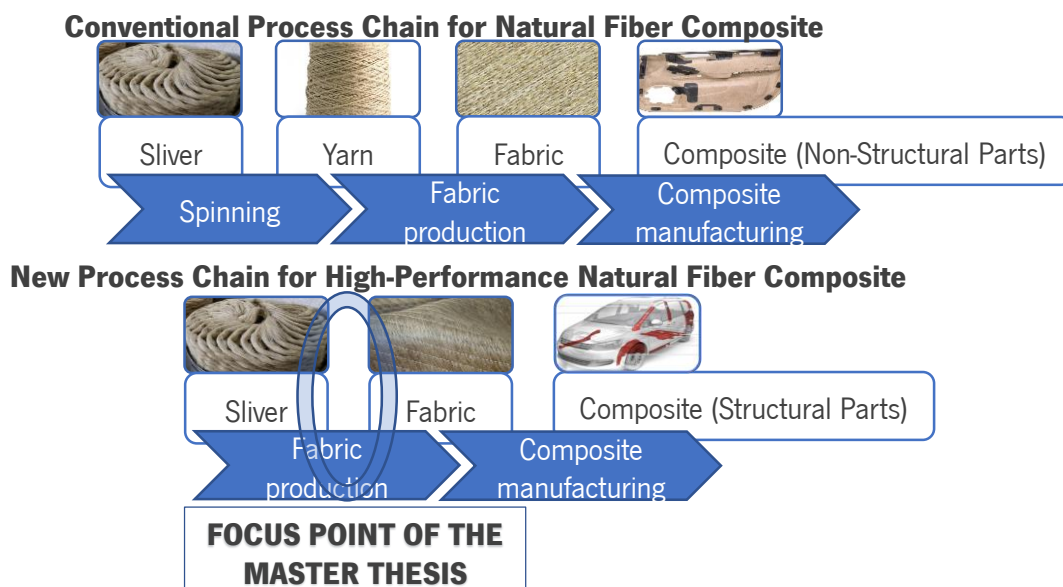 Conventional Process Chain for Natural Fiber Composite
Sliver
Yarn
Fabric
Composite (Non-Structural Parts)
Spinning
Fabric
production
Composite
manufacturing
New Process Chain for High-Performance Natural Fiber Composite
Sliver
Fabric
Composite (Structural Parts)
Fabric
production
Composite
manufacturing
FOCUS POINT OF THE
MASTER THESIS